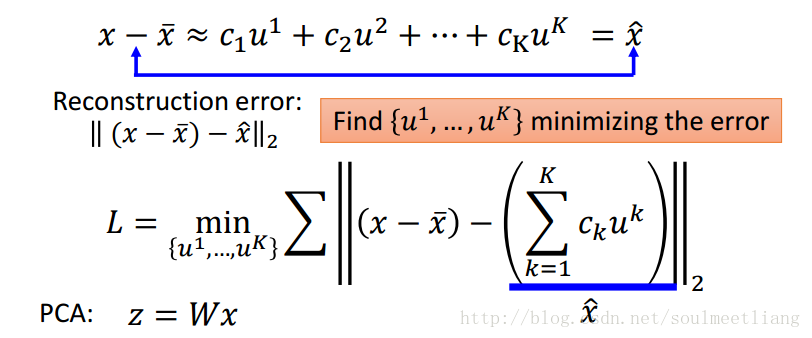 x − x̄ ≈ c₁u¹ + c₂u² + ⋯ + c_K u^K = x̂
Reconstruction error:
‖ (x − x̄) − x̂‖₂
Find {u¹, … , u^K} minimizing the error
L = min_{u¹,…,u^K} ∑ ‖(x − x̄) − (∑_{k=1}^{K} c_k u^k)‖₂
x̂
PCA: z = Wx
http://blog.csdn.net/soulmeetliang